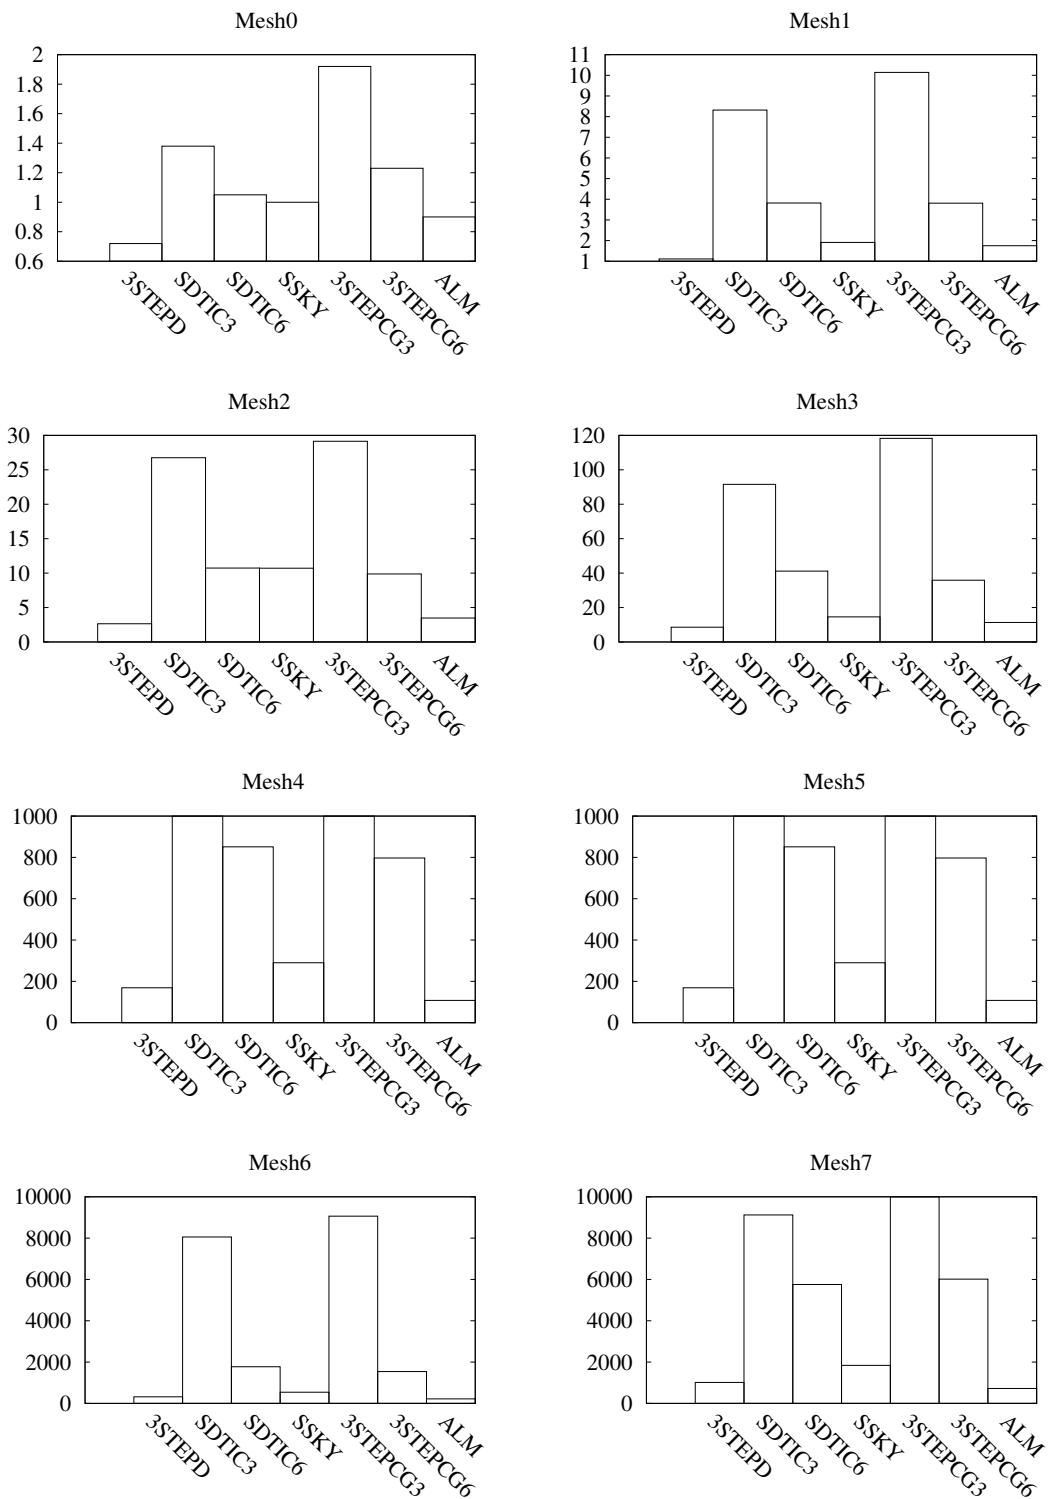 Mesh0
2
1.8
1.6
1.4
1.2
1
0.8
0.6
3STEPD
SDTIC3
SDTIC6
SSKY
3STEPCG3
3STEPCG6
ALM
Mesh1
11
10
9
8
7
6
5
4
3
2
1
3STEPD
SDTIC3
SDTIC6
SSKY
3STEPCG3
3STEPCG6
ALM
Mesh2
30
25
20
15
10
5
0
3STEPD
SDTIC3
SDTIC6
SSKY
3STEPCG3
3STEPCG6
ALM
Mesh3
120
100
80
60
40
20
0
3STEPD
SDTIC3
SDTIC6
SSKY
3STEPCG3
3STEPCG6
ALM
Mesh4
1000
800
600
400
200
0
3STEPD
SDTIC3
SDTIC6
SSKY
3STEPCG3
3STEPCG6
ALM
Mesh5
1000
800
600
400
200
0
3STEPD
SDTIC3
SDTIC6
SSKY
3STEPCG3
3STEPCG6
ALM
Mesh6
10000
8000
6000
4000
2000
0
3STEPD
SDTIC3
SDTIC6
SSKY
3STEPCG3
3STEPCG6
ALM
Mesh7
10000
8000
6000
4000
2000
0
3STEPD
SDTIC3
SDTIC6
SSKY
3STEPCG3
3STEPCG6
ALM